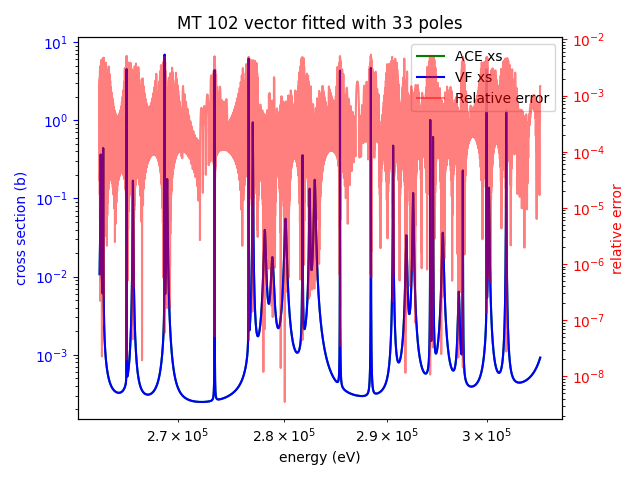 MT 102 vector fitted with 33 poles
ACE xs
VF xs
Relative error
cross section (b)
10¹
10⁰
10⁻¹
10⁻²
10⁻³
relative error
10⁻²
10⁻³
10⁻⁴
10⁻⁵
10⁻⁶
10⁻⁷
10⁻⁸
2.7 × 10⁵
2.8 × 10⁵
2.9 × 10⁵
3 × 10⁵
energy (eV)